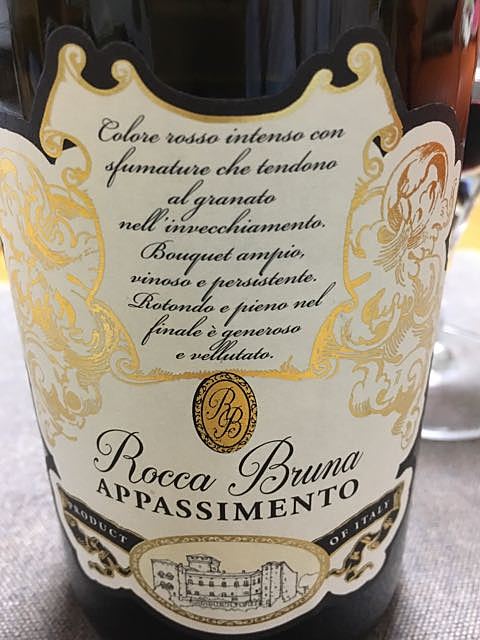 Colore rosso intenso con
sfumature che tendono
al granato
nell'invecchiamento.
Bouquet ampio,
vinoso e persistente.
Rotondo e pieno nel
finale è generoso
e vellutato.
RB
Rocca Bruna
APPASSIMENTO
PRODUCT OF ITALY